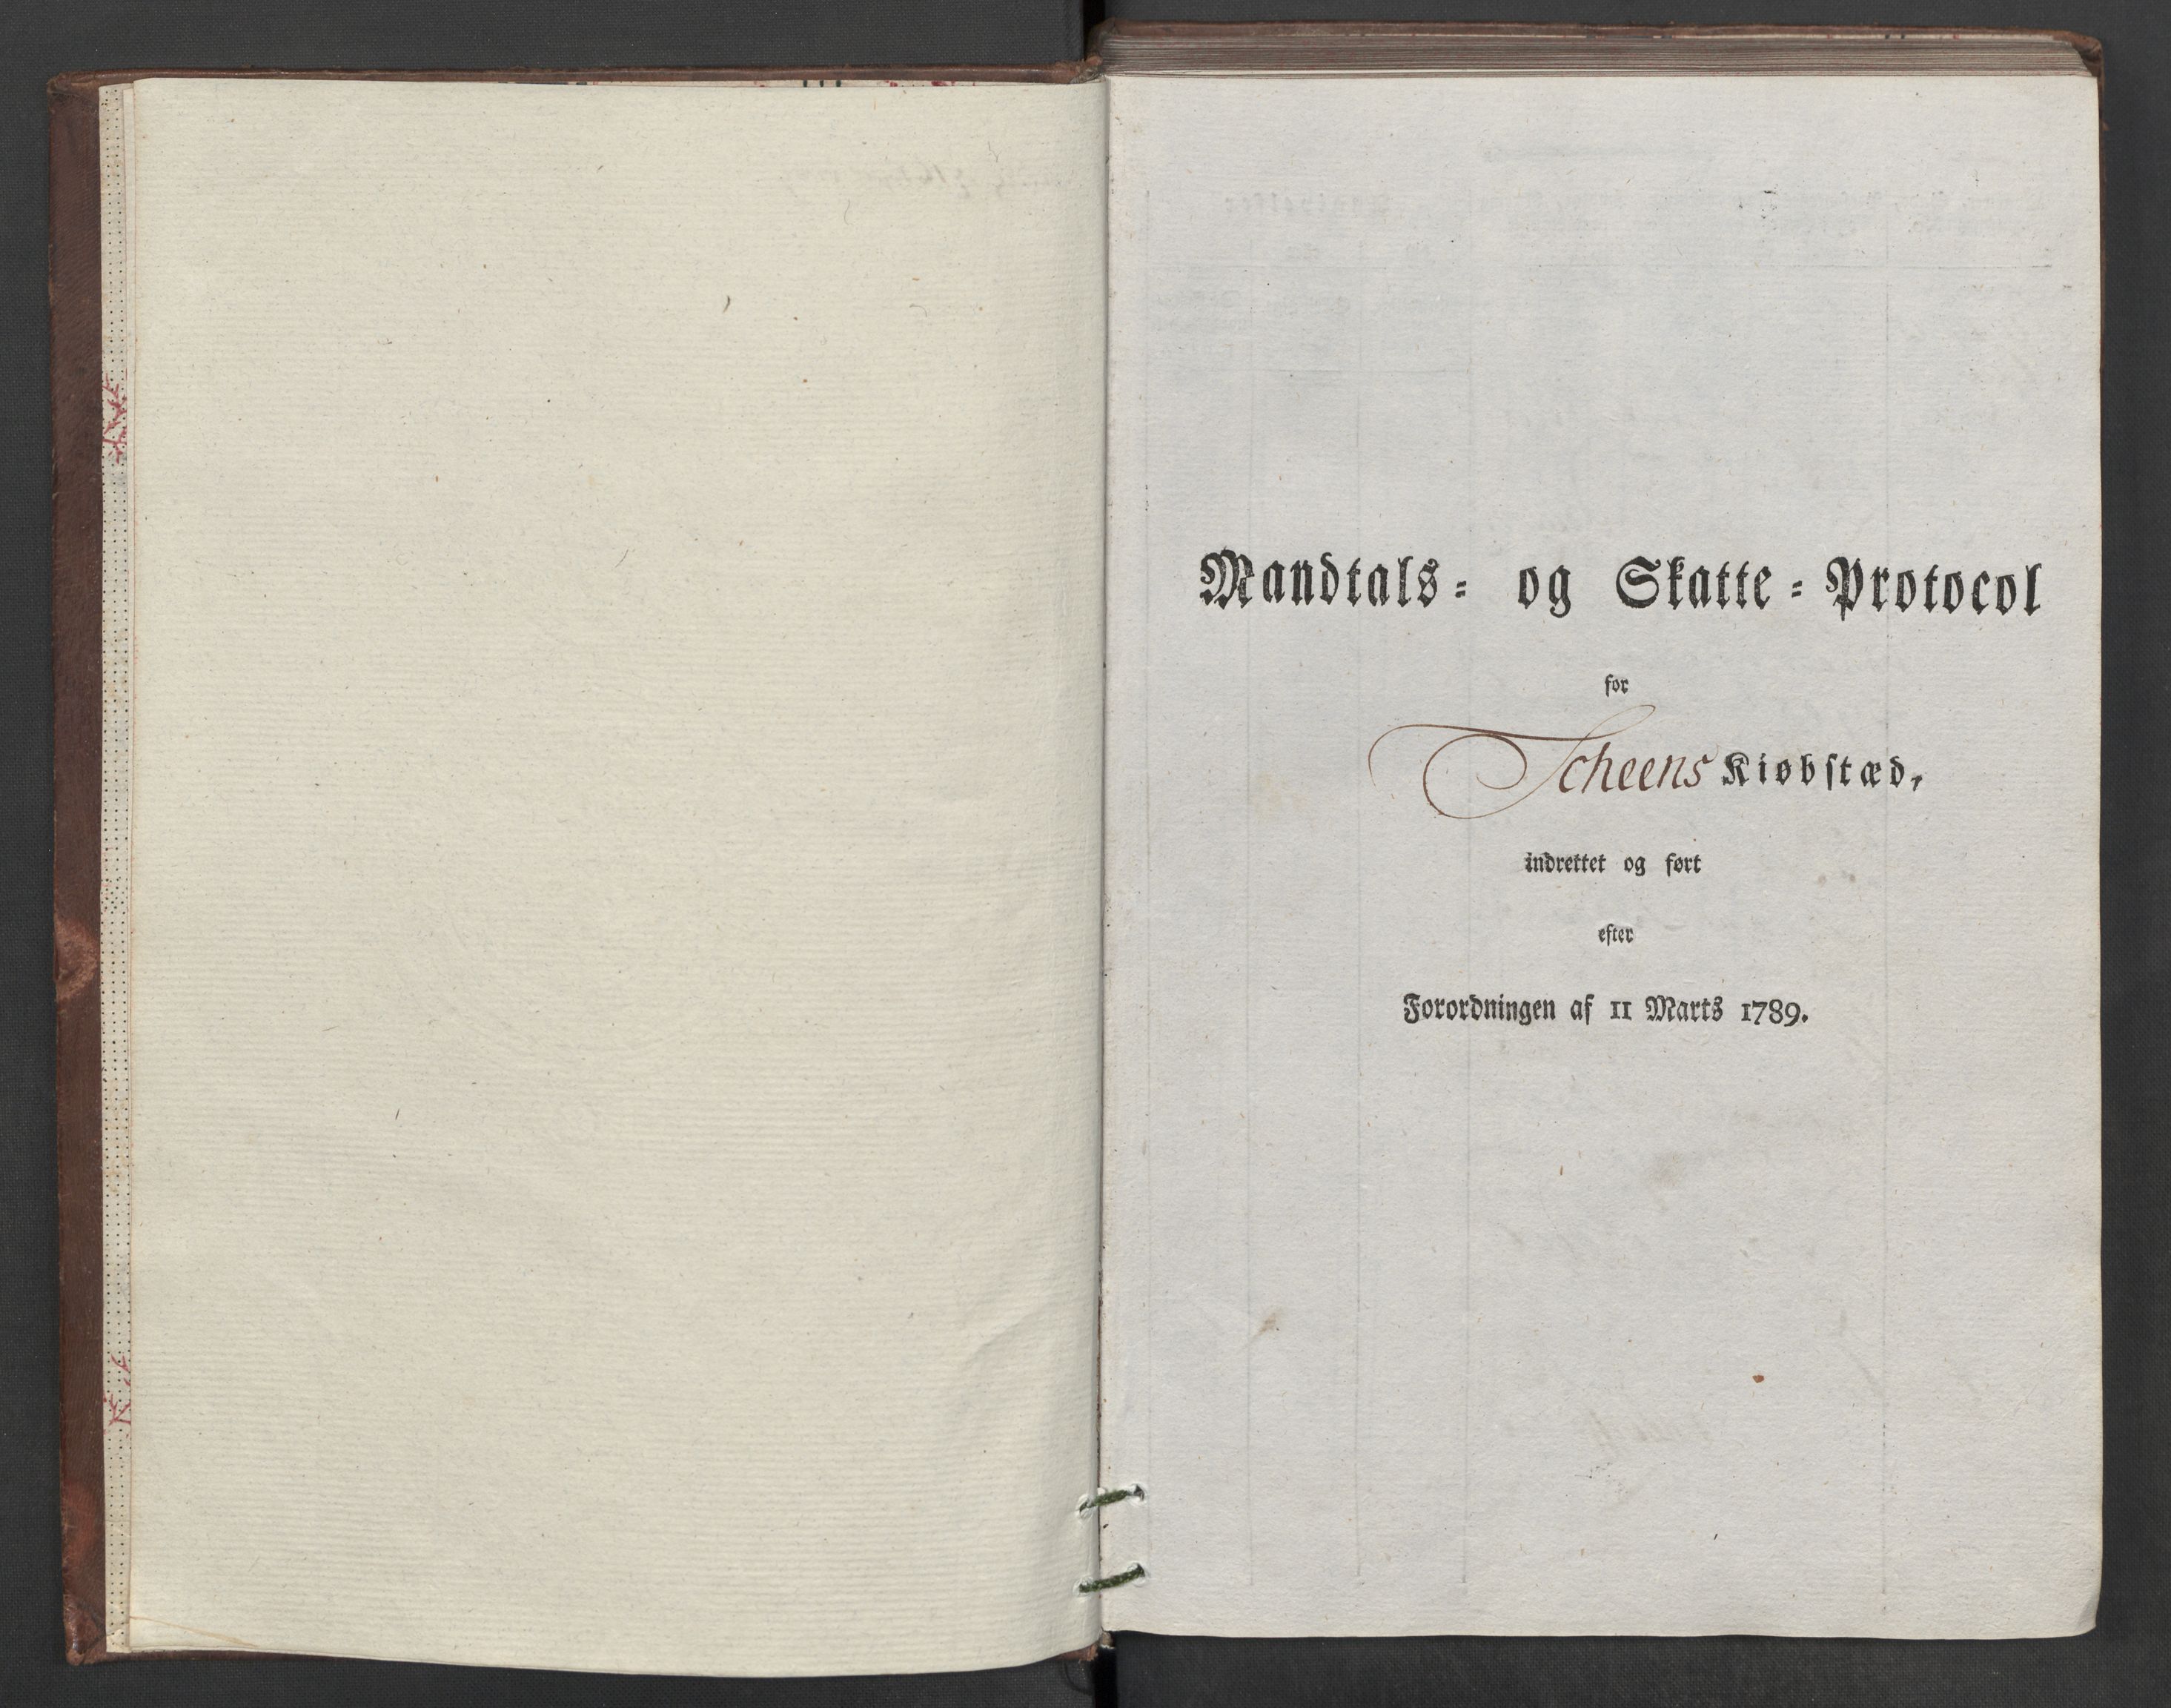 Mandtals- og Skatte-Protocol
for
Scheens Kiøbstæd,
indrettet og ført
efter
Forordningen af 11 Marts 1789.